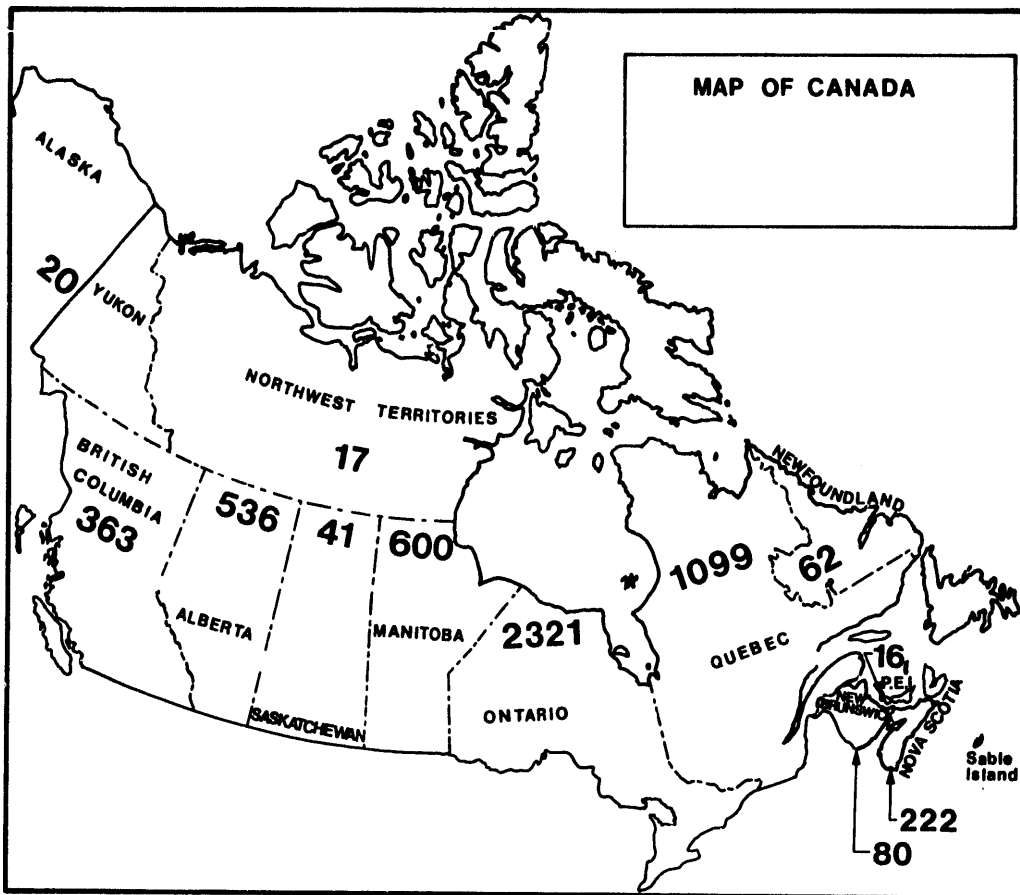 MAP OF CANADA
ALASKA
20
YUKON
NORTHWEST TERRITORIES
17
BRITISH
COLUMBIA
363
536
41
600
ALBERTA
SASKATCHEWAN
MANITOBA
2321
ONTARIO
1099
QUEBEC
NEWFOUNDLAND
62
16
P.E.I.
NEW
BRUNSWICK
NOVA SCOTIA
Sable
Island
222
80